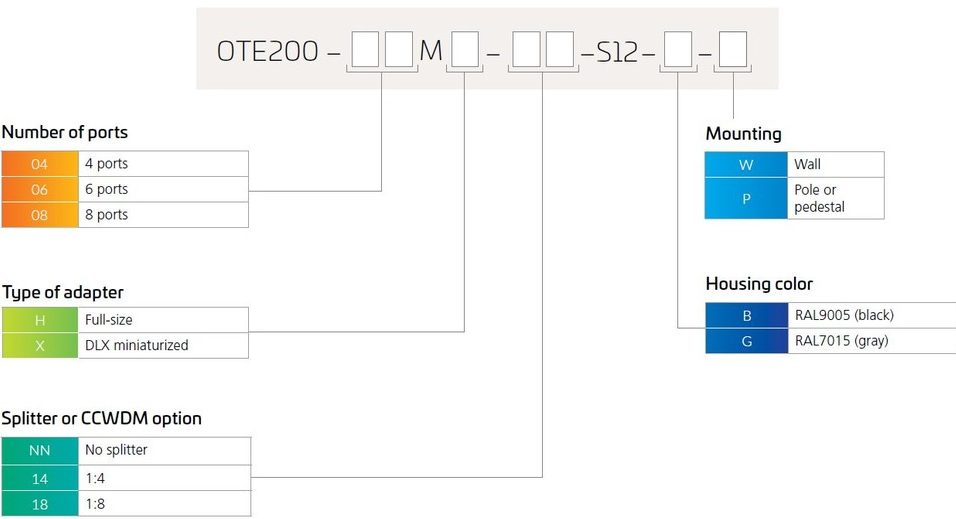 OTE200 – M – –S12– –
Number of ports
04 4 ports
06 6 ports
08 8 ports
Mounting
W Wall
P Pole or
pedestal
Type of adapter
H Full-size
X DLX miniaturized
Housing color
B RAL9005 (black)
G RAL7015 (gray)
Splitter or CCWDM option
NN No splitter
14 1:4
18 1:8